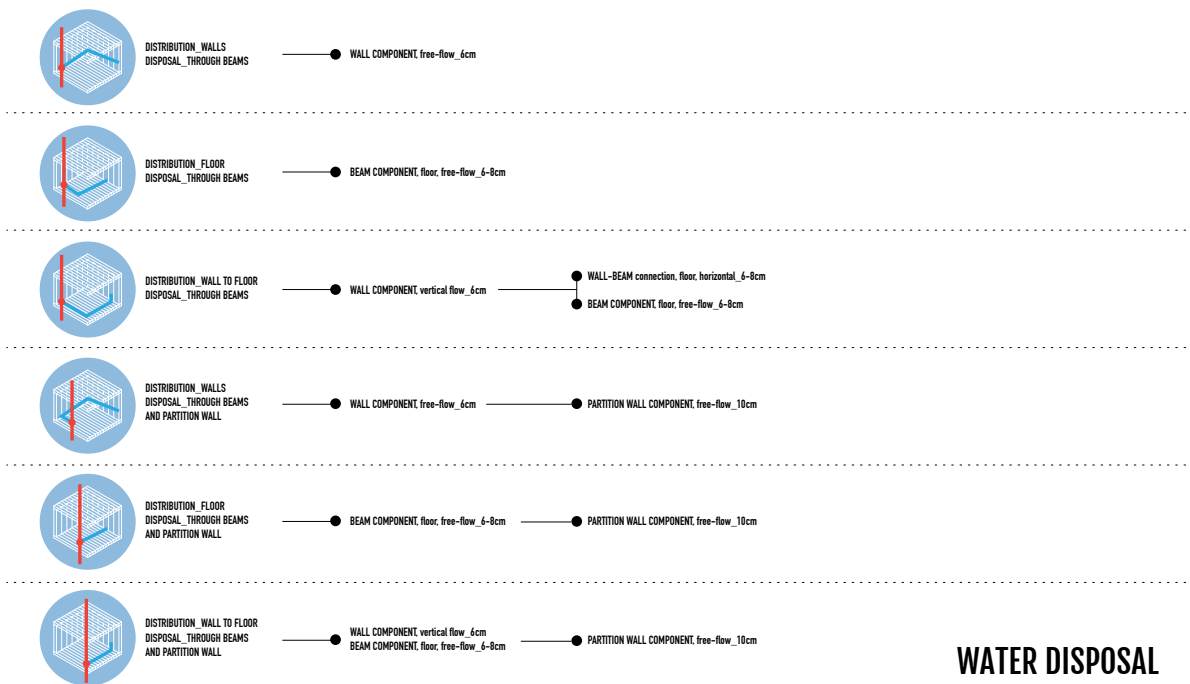 DISTRIBUTION_WALLS
DISPOSAL_THROUGH BEAMS
WALL COMPONENT, free-flow_6cm
DISTRIBUTION_FLOOR
DISPOSAL_THROUGH BEAMS
BEAM COMPONENT, floor, free-flow_6-8cm
DISTRIBUTION_WALL TO FLOOR
DISPOSAL_THROUGH BEAMS
WALL COMPONENT, vertical flow_6cm
WALL-BEAM connection, floor, horizontal_6-8cm
BEAM COMPONENT, floor, free-flow_6-8cm
DISTRIBUTION_WALLS
DISPOSAL_THROUGH BEAMS
AND PARTITION WALL
WALL COMPONENT, free-flow_6cm
PARTITION WALL COMPONENT, free-flow_10cm
DISTRIBUTION_FLOOR
DISPOSAL_THROUGH BEAMS
AND PARTITION WALL
BEAM COMPONENT, floor, free-flow_6-8cm
PARTITION WALL COMPONENT, free-flow_10cm
DISTRIBUTION_WALL TO FLOOR
DISPOSAL_THROUGH BEAMS
AND PARTITION WALL
WALL COMPONENT, vertical flow_6cm
BEAM COMPONENT, floor, free-flow_6-8cm
PARTITION WALL COMPONENT, free-flow_10cm
WATER DISPOSAL